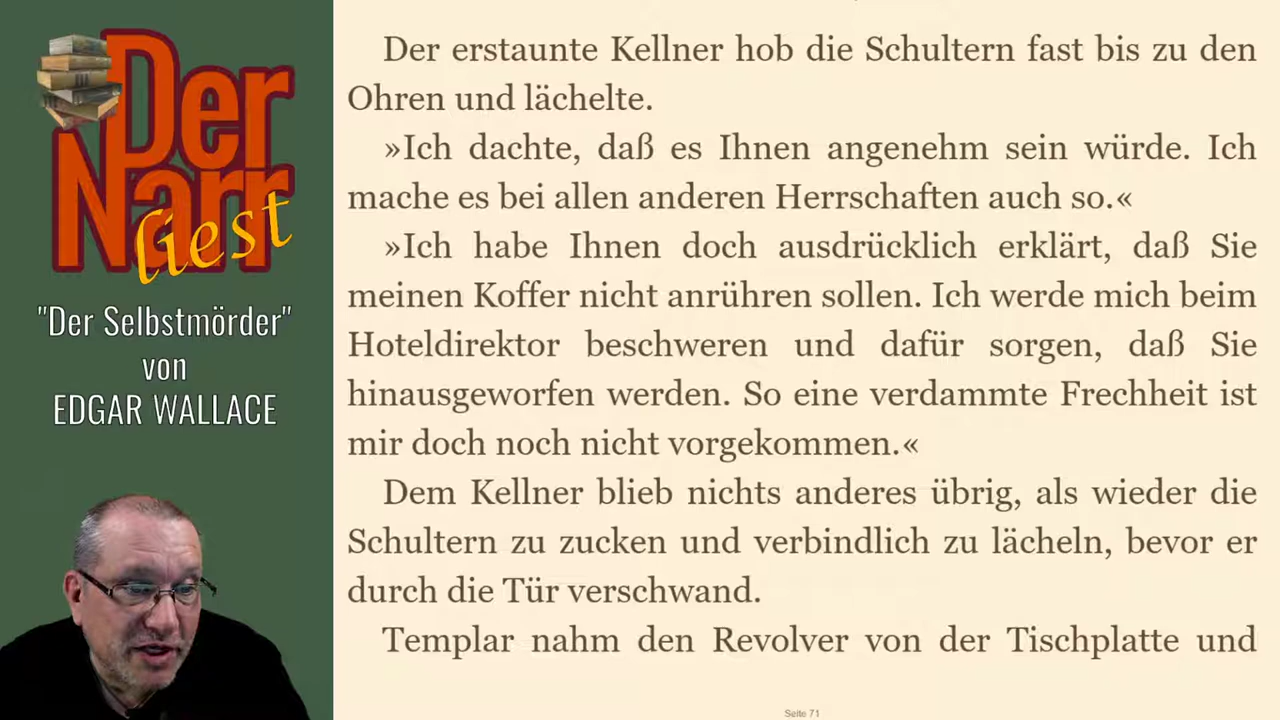 Der
Narr
liest
"Der Selbstmörder"
von
EDGAR WALLACE
Der erstaunte Kellner hob die Schultern fast bis zu den
Ohren und lächelte.
»Ich dachte, daß es Ihnen angenehm sein würde. Ich
mache es bei allen anderen Herrschaften auch so.«
»Ich habe Ihnen doch ausdrücklich erklärt, daß Sie
meinen Koffer nicht anrühren sollen. Ich werde mich beim
Hoteldirektor beschweren und dafür sorgen, daß Sie
hinausgeworfen werden. So eine verdammte Frechheit ist
mir doch noch nicht vorgekommen.«
Dem Kellner blieb nichts anderes übrig, als wieder die
Schultern zu zucken und verbindlich zu lächeln, bevor er
durch die Tür verschwand.
Templar nahm den Revolver von der Tischplatte und
Seite 71